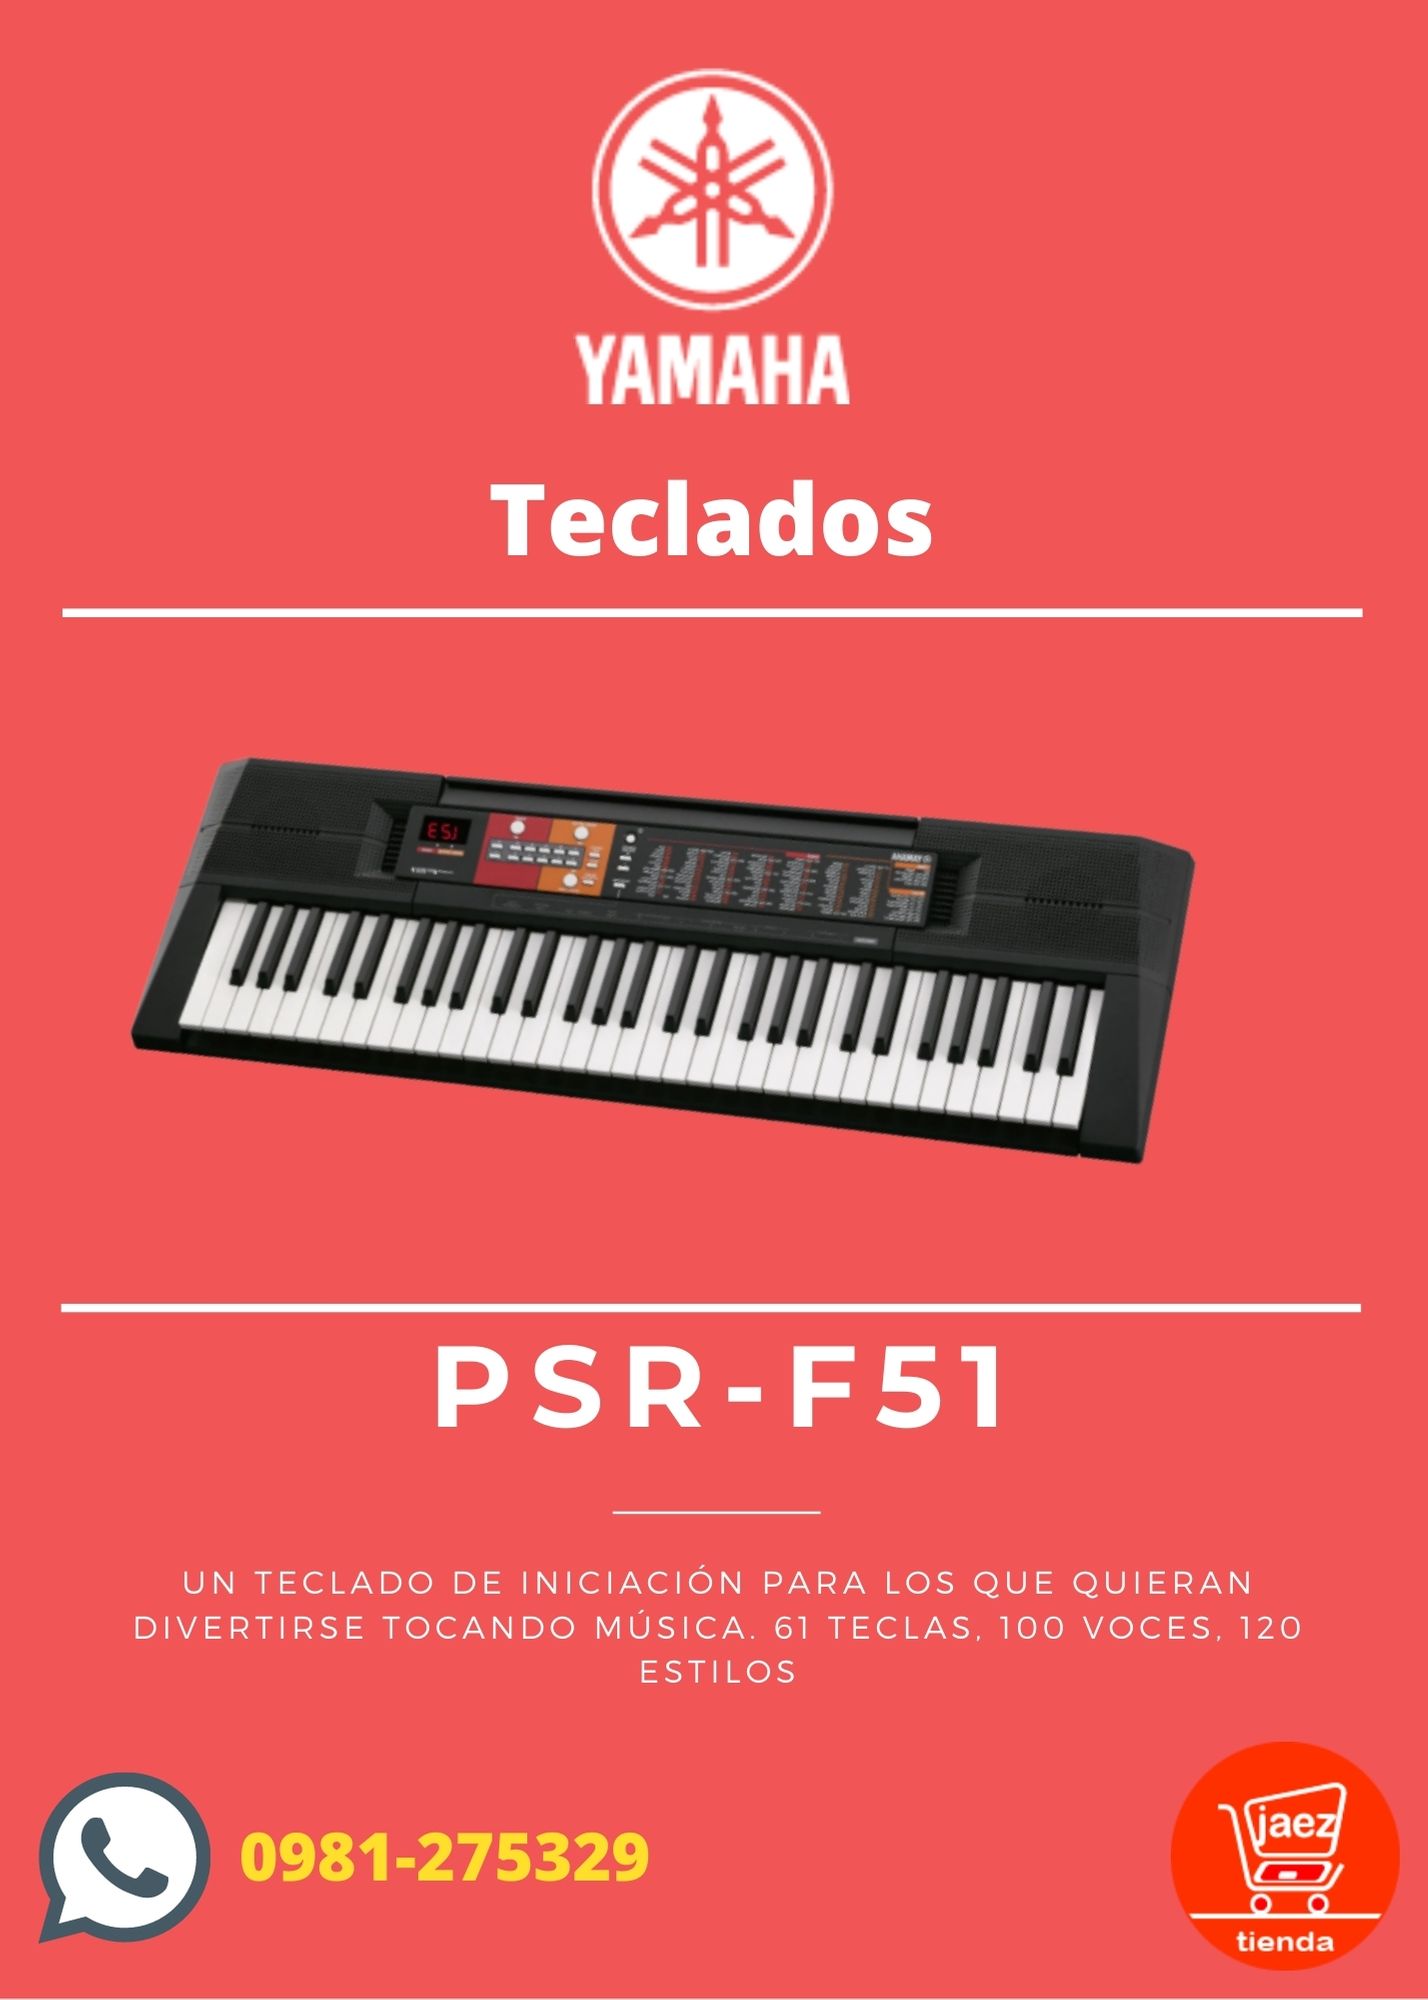 YAMAHA
Teclados
YAMAHA
PSR-F51
UN TECLADO DE INICIACIÓN PARA LOS QUE QUIERAN
DIVERTIRSE TOCANDO MÚSICA. 61 TECLAS, 100 VOCES, 120
ESTILOS
0981-275329
jaez
tienda